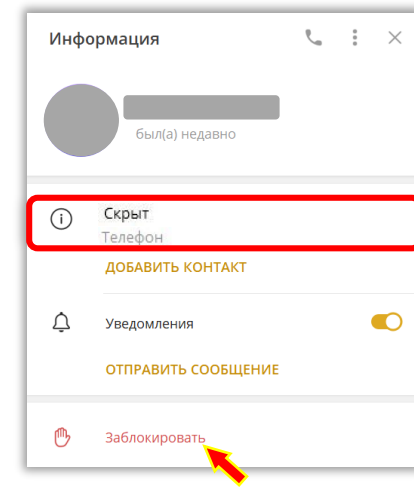 Информация
был(а) недавно
Скрыт
Телефон
ДОБАВИТЬ КОНТАКТ
Уведомления
ОТПРАВИТЬ СООБЩЕНИЕ
Заблокировать